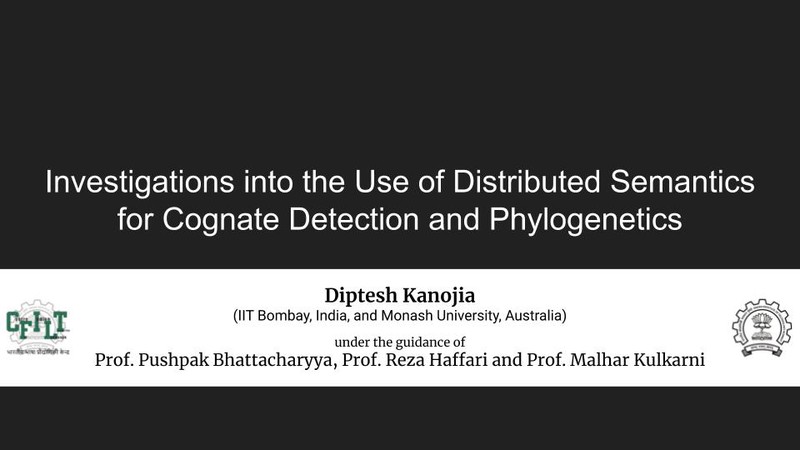 Investigations into the Use of Distributed Semantics
for Cognate Detection and Phylogenetics
Diptesh Kanojia
(IIT Bombay, India, and Monash University, Australia)
under the guidance of
Prof. Pushpak Bhattacharyya, Prof. Reza Haffari and Prof. Malhar Kulkarni
CFILT